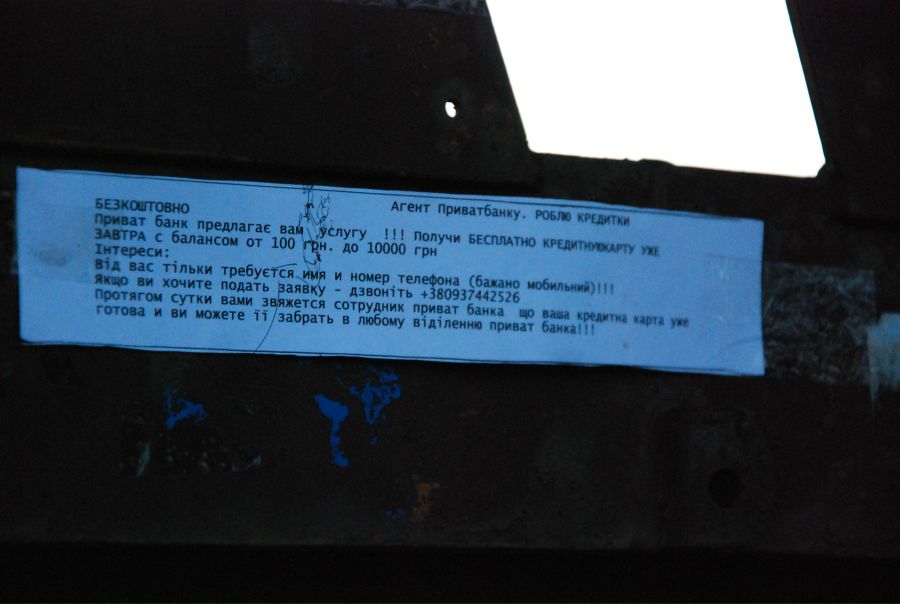 БЕЗКОШТОВНО Агент Приватбанку. РОБЛЮ КРЕДИТКИ
Приват банк предлагає вам услугу !!! Получи БЕСПЛАТНО КРЕДИТНУЮКАРТУ УЖЕ
ЗАВТРА с балансом от 100 грн. до 10000 грн
Інтереси:
Від вас тільки требуєтся имя и номер телефона (бажано мобильний)!!!
Якщо ви хочите подать заявку - дзвоніть +380937442526
Протягом сутки вами звяжется сотрудник приват банка що ваша кредитна карта уже
готова и ви можете її забрать в любому віділенню приват банка!!!